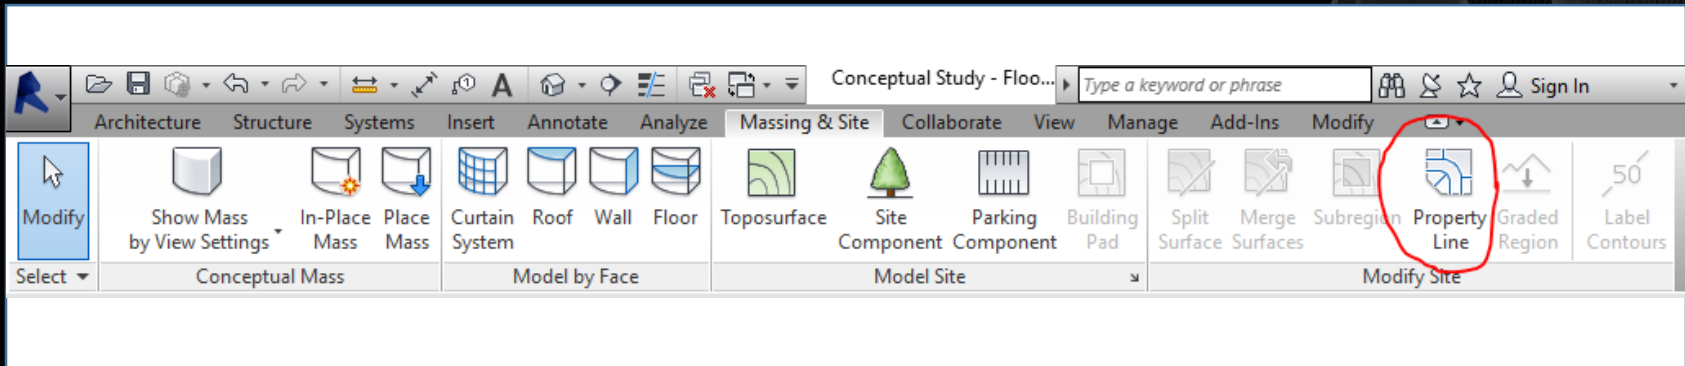 Conceptual Study - Floo...
Type a keyword or phrase
Sign In
Architecture Structure Systems Insert Annotate Analyze Massing & Site Collaborate View Manage Add-Ins Modify
Modify
Show Mass
by View Settings
In-Place
Mass
Place
Mass
Curtain
System
Roof
Wall
Floor
Toposurface
Site
Component
Parking
Component
Building
Pad
Split
Surface
Merge
Surfaces
Subregion
Property
Line
Graded
Region
50
Label
Contours
Select
Conceptual Mass
Model by Face
Model Site
Modify Site